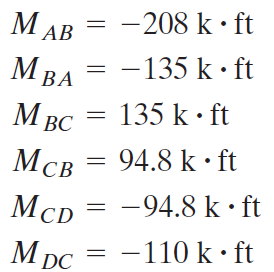 M_AB = −208 k · ft
M_BA = −135 k · ft
M_BC = 135 k · ft
M_CB = 94.8 k · ft
M_CD = −94.8 k · ft
M_DC = −110 k · ft